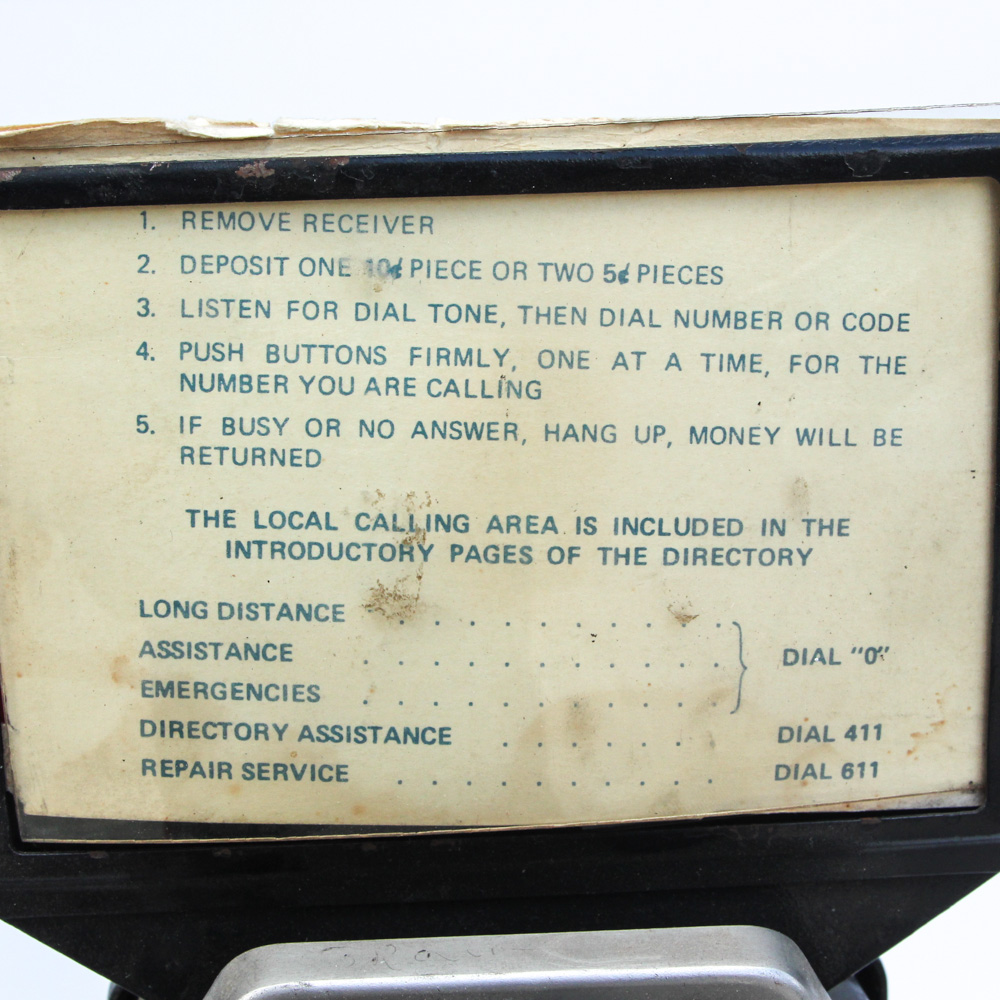 1. REMOVE RECEIVER
2. DEPOSIT ONE 10¢ PIECE OR TWO 5¢ PIECES
3. LISTEN FOR DIAL TONE, THEN DIAL NUMBER OR CODE
4. PUSH BUTTONS FIRMLY, ONE AT A TIME, FOR THE
NUMBER YOU ARE CALLING
5. IF BUSY OR NO ANSWER, HANG UP, MONEY WILL BE
RETURNED
THE LOCAL CALLING AREA IS INCLUDED IN THE
INTRODUCTORY PAGES OF THE DIRECTORY
LONG DISTANCE . . . . . . . . . .
ASSISTANCE . . . . . . . . . . . DIAL "0"
EMERGENCIES . . . . . . . . . . .
DIRECTORY ASSISTANCE . . . . . . DIAL 411
REPAIR SERVICE . . . . . . . . . . DIAL 611